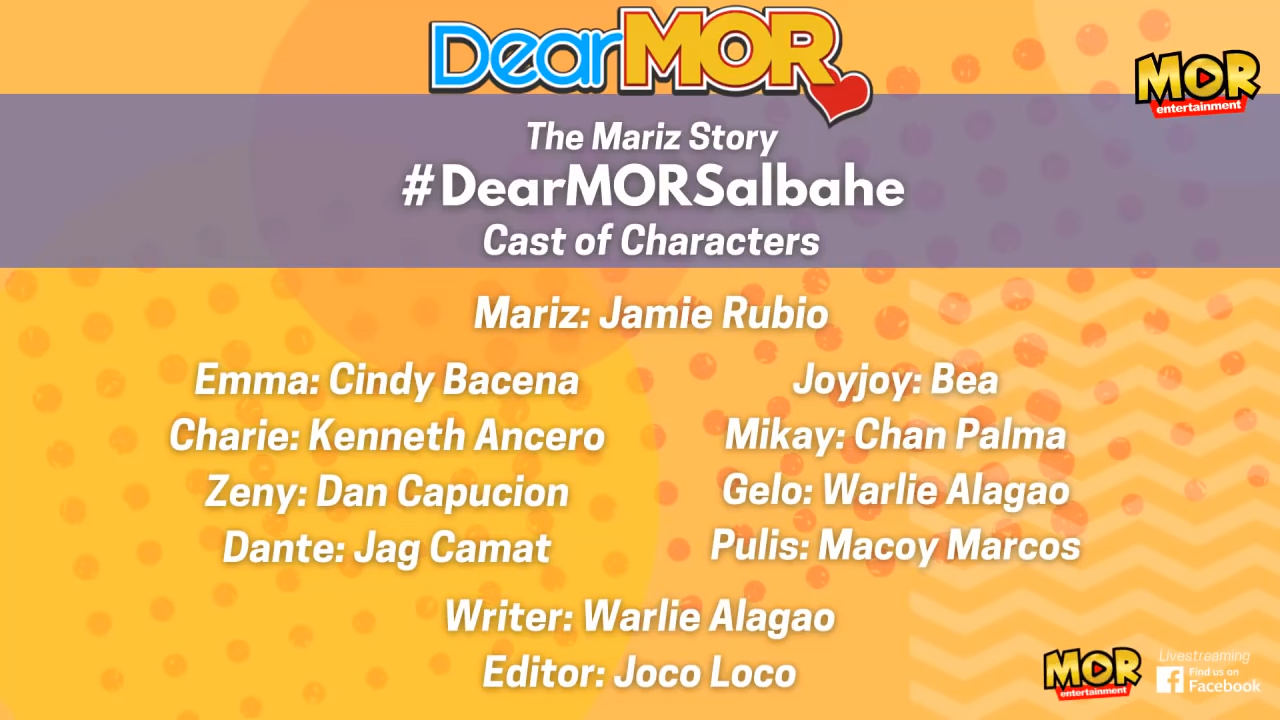 DearMOR
MOR
entertainment
The Mariz Story
#DearMORSalbahe
Cast of Characters
Mariz: Jamie Rubio
Emma: Cindy Bacena
Charie: Kenneth Ancero
Zeny: Dan Capucion
Dante: Jag Camat
Joyjoy: Bea
Mikay: Chan Palma
Gelo: Warlie Alagao
Pulis: Macoy Marcos
Writer: Warlie Alagao
Editor: Joco Loco
MOR
entertainment
Livestreaming
Find us on
Facebook